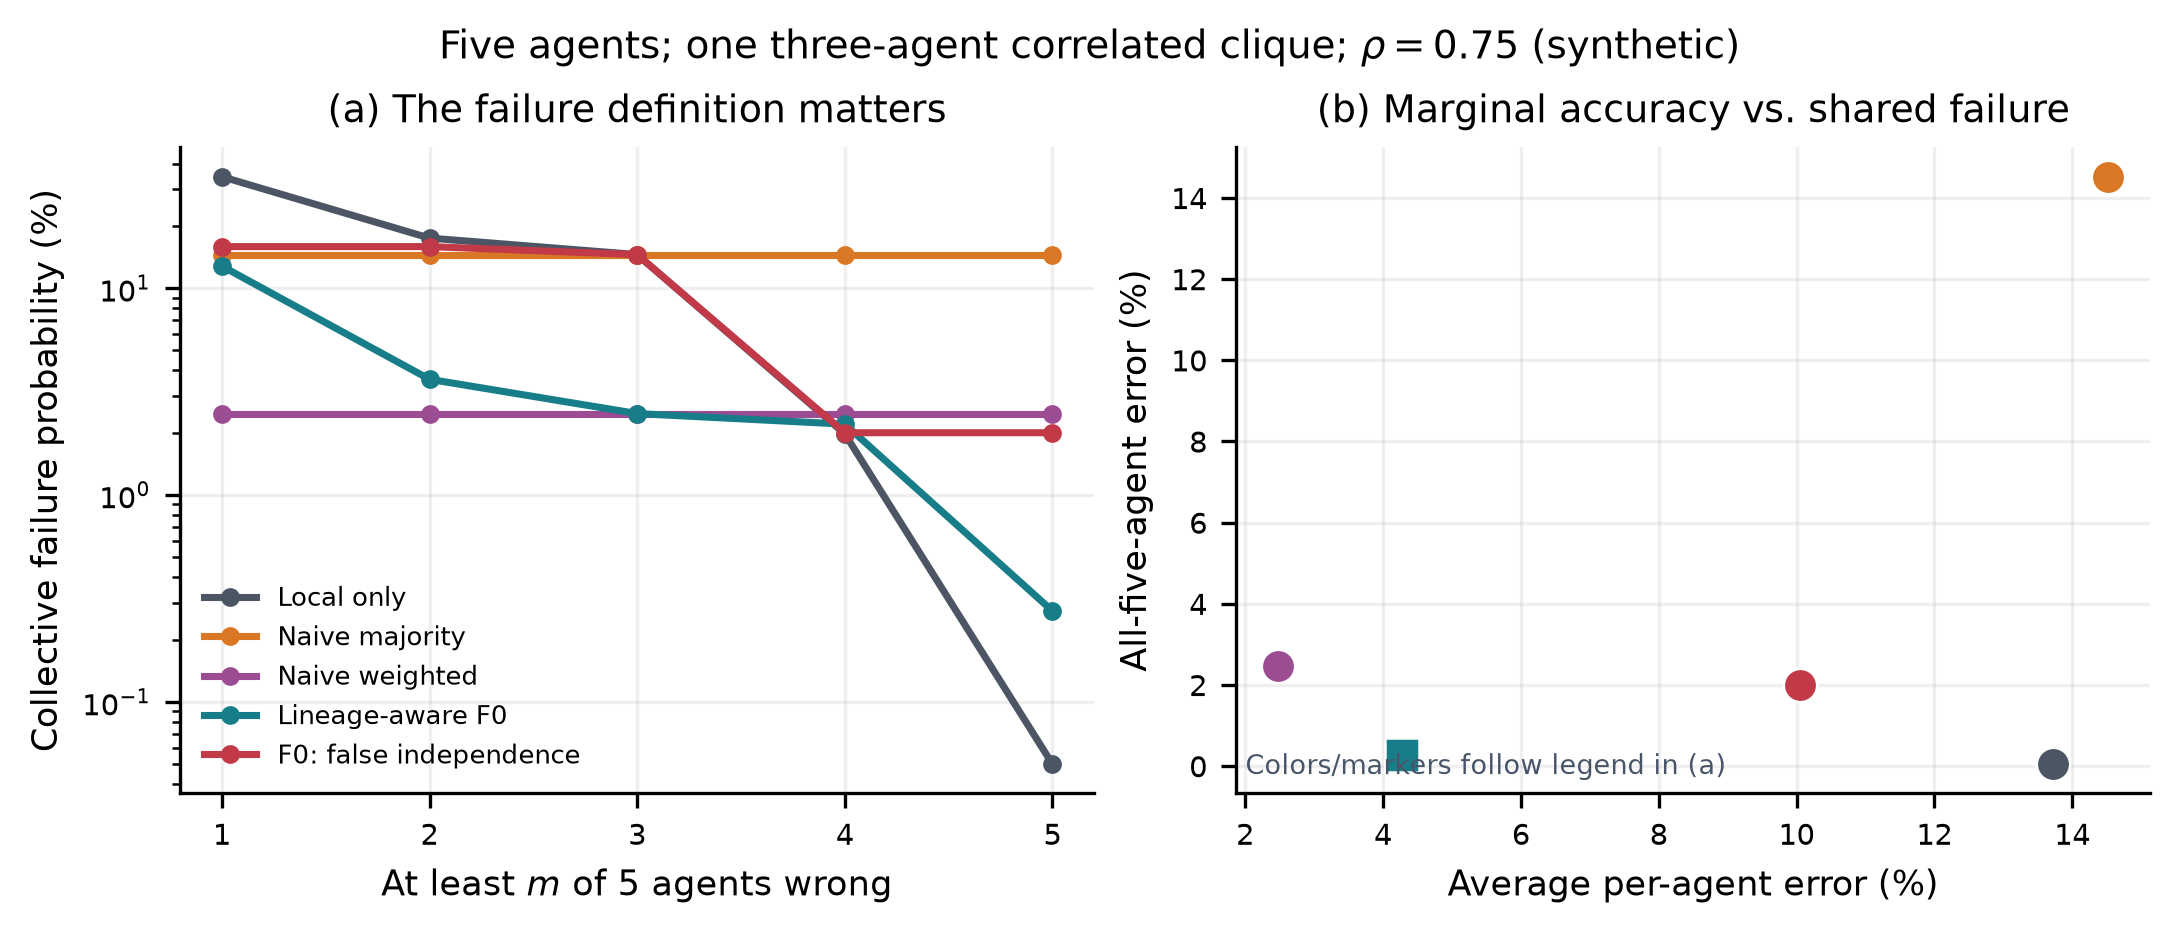 Five agents; one three-agent correlated clique; ρ = 0.75 (synthetic)
(a) The failure definition matters
Collective failure probability (%)
10¹
10⁰
10⁻¹
Local only
Naive majority
Naive weighted
Lineage-aware F0
F0: false independence
1 2 3 4 5
At least m of 5 agents wrong
(b) Marginal accuracy vs. shared failure
All-five-agent error (%)
14
12
10
8
6
4
2
0
Colors/markers follow legend in (a)
2 4 6 8 10 12 14
Average per-agent error (%)